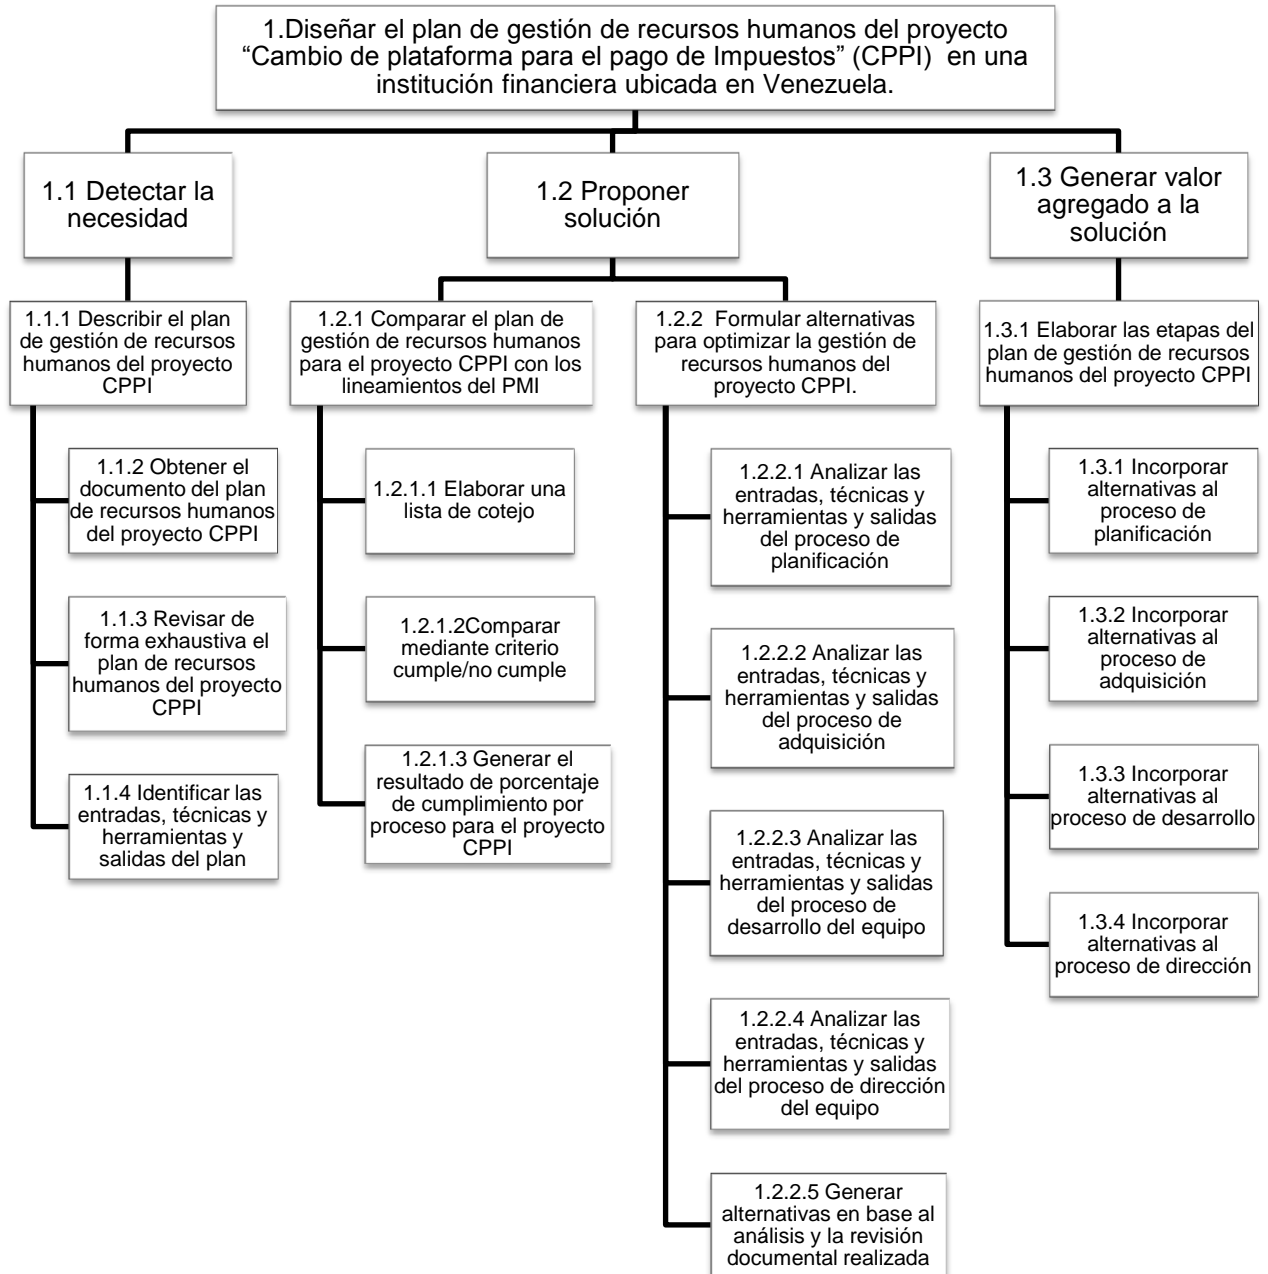 1.Diseñar el plan de gestión de recursos humanos del proyecto
“Cambio de plataforma para el pago de Impuestos” (CPPI) en una
institución financiera ubicada en Venezuela.
1.1 Detectar la
necesidad
1.2 Proponer
solución
1.3 Generar valor
agregado a la
solución
1.1.1 Describir el plan
de gestión de recursos
humanos del proyecto
CPPI
1.1.2 Obtener el
documento del plan
de recursos humanos
del proyecto CPPI
1.1.3 Revisar de
forma exhaustiva el
plan de recursos
humanos del proyecto
CPPI
1.1.4 Identificar las
entradas, técnicas y
herramientas y
salidas del plan
1.2.1 Comparar el plan de
gestión de recursos humanos
para el proyecto CPPI con los
lineamientos del PMI
1.2.1.1 Elaborar una
lista de cotejo
1.2.1.2Comparar
mediante criterio
cumple/no cumple
1.2.1.3 Generar el
resultado de porcentaje
de cumplimiento por
proceso para el proyecto
CPPI
1.2.2 Formular alternativas
para optimizar la gestión de
recursos humanos del
proyecto CPPI.
1.2.2.1 Analizar las
entradas, técnicas y
herramientas y salidas
del proceso de
planificación
1.2.2.2 Analizar las
entradas, técnicas y
herramientas y salidas
del proceso de
adquisición
1.2.2.3 Analizar las
entradas, técnicas y
herramientas y salidas
del proceso de
desarrollo del equipo
1.2.2.4 Analizar las
entradas, técnicas y
herramientas y salidas
del proceso de dirección
del equipo
1.2.2.5 Generar
alternativas en base al
análisis y la revisión
documental realizada
1.3.1 Elaborar las etapas del
plan de gestión de recursos
humanos del proyecto CPPI
1.3.1 Incorporar
alternativas al
proceso de
planificación
1.3.2 Incorporar
alternativas al
proceso de
adquisición
1.3.3 Incorporar
alternativas al
proceso de desarrollo
1.3.4 Incorporar
alternativas al
proceso de dirección